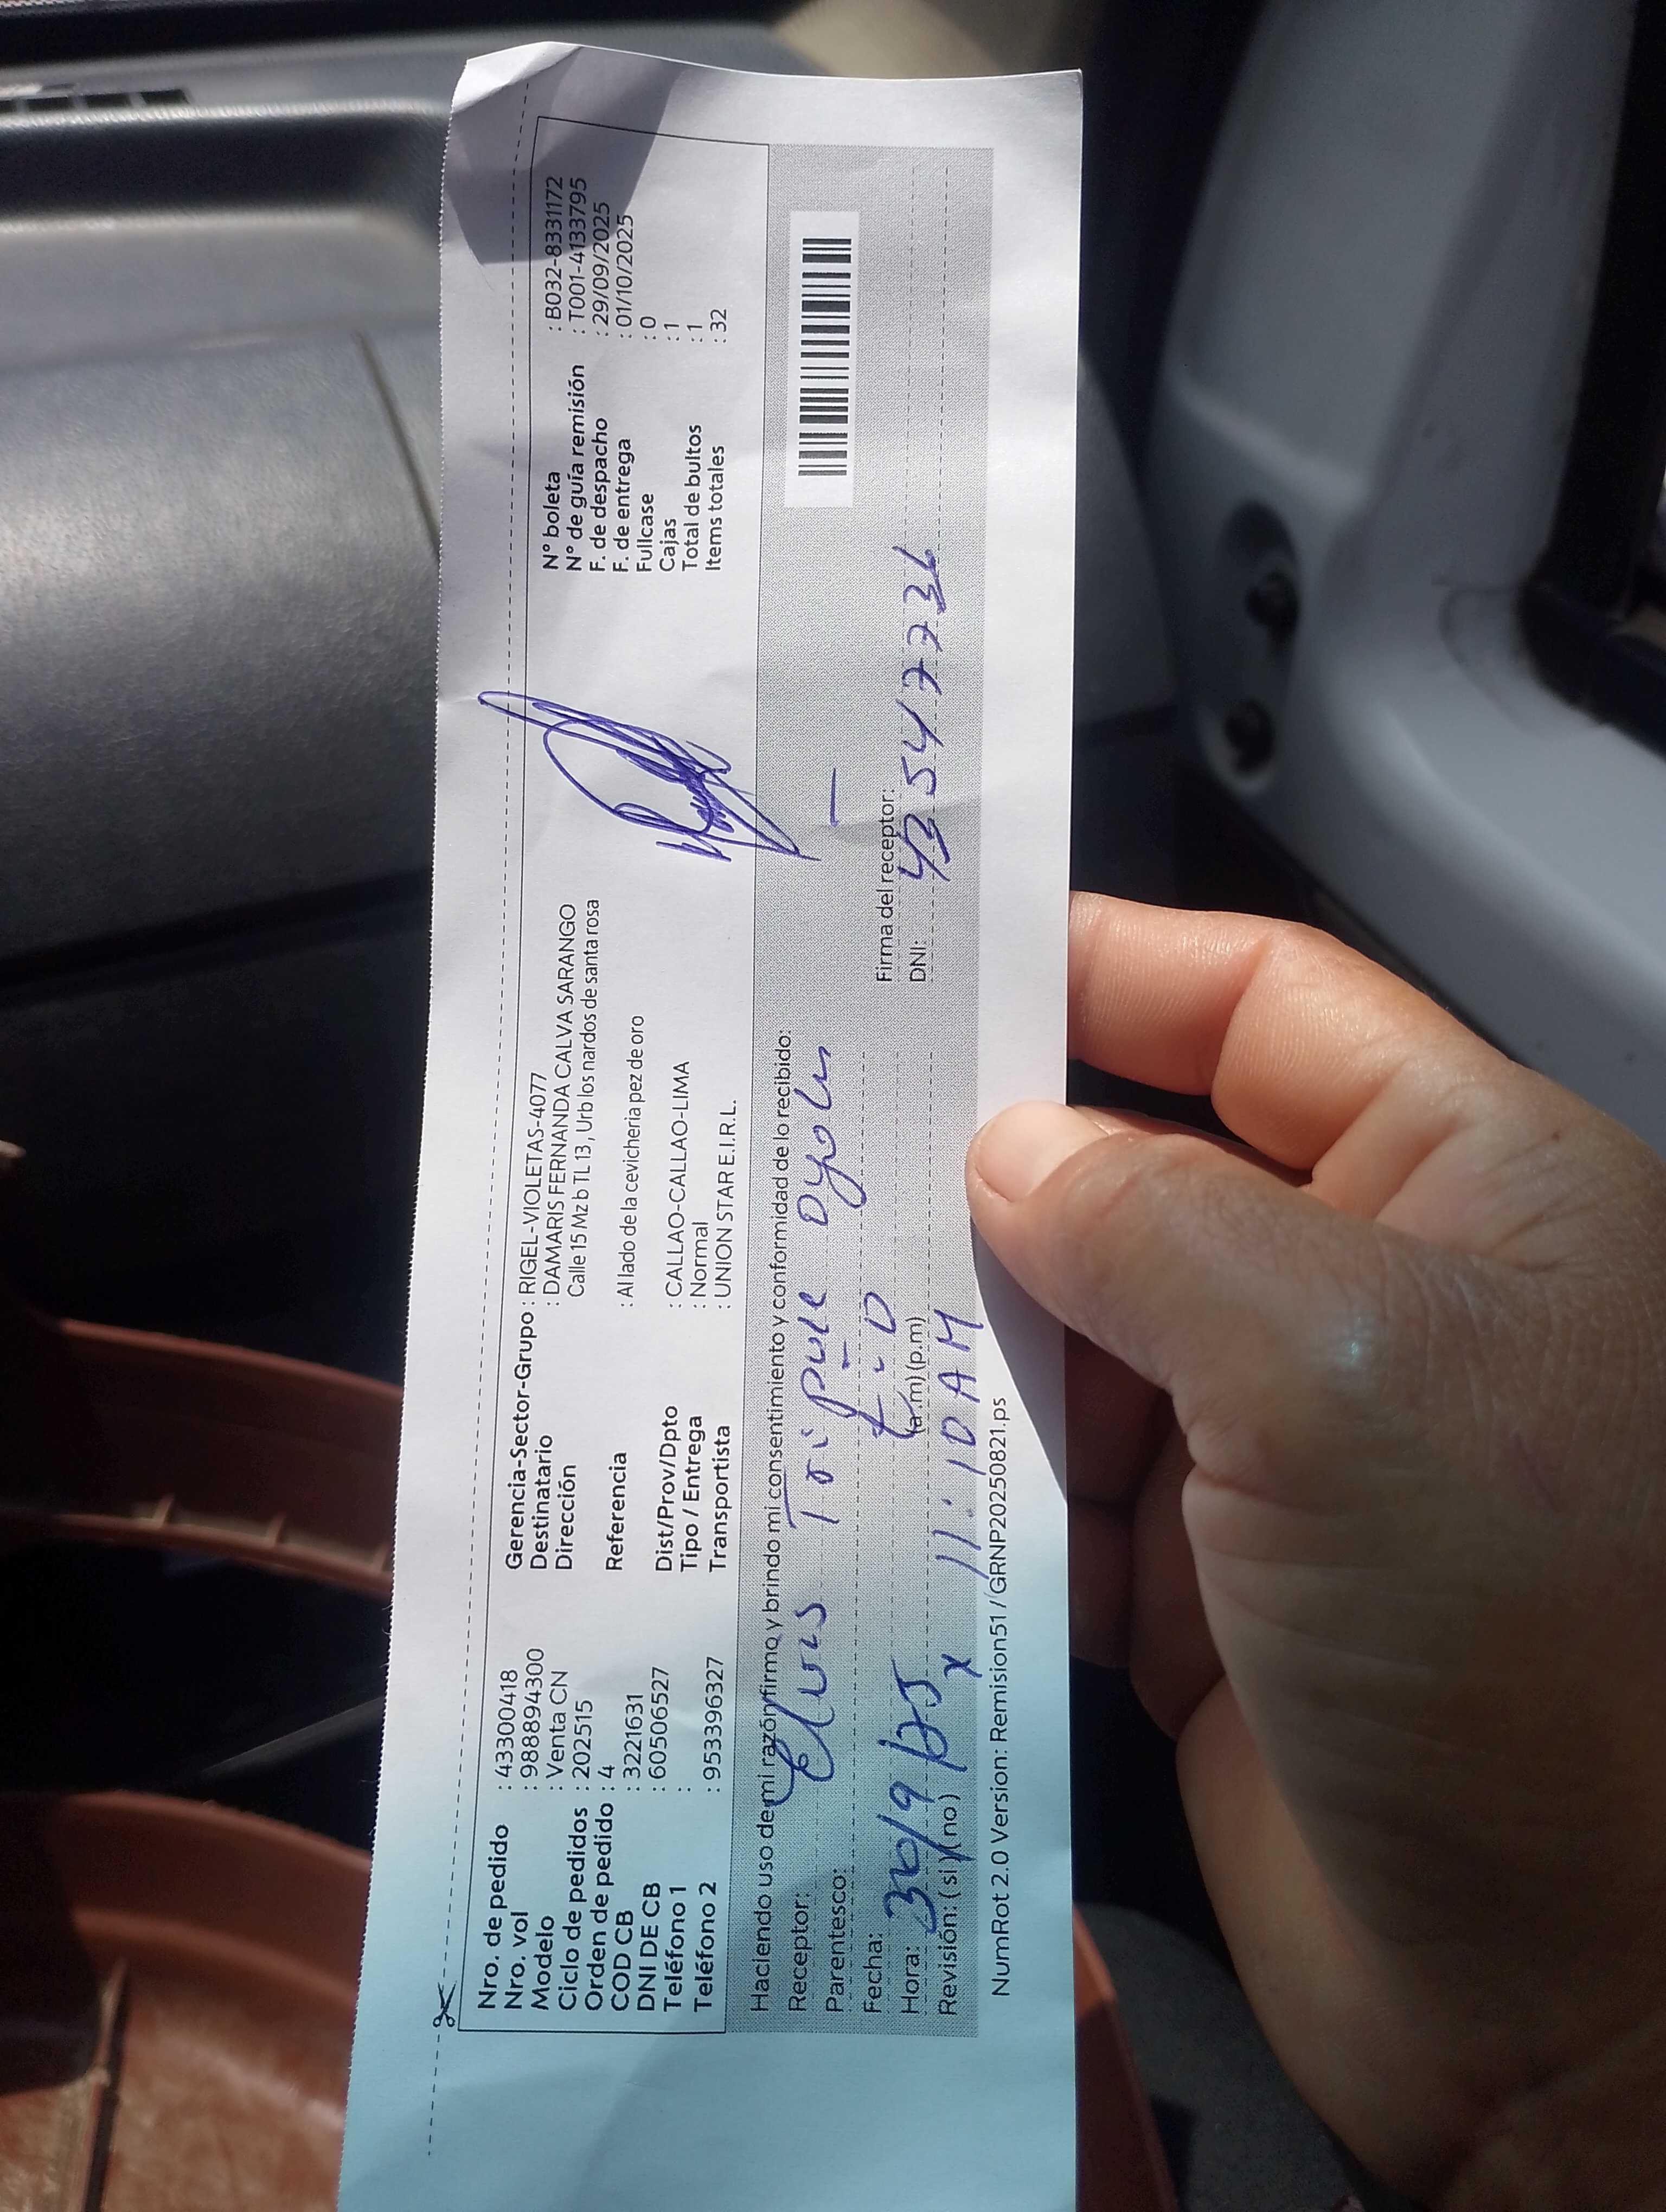 Nro. de pedido : 43300418
Nro. vol : 988894300
Modelo : Venta CN
Ciclo de pedidos : 202515
Orden de pedido : 4
COD CB : 3221631
DNI DE CB : 60506527
Teléfono 1 :
Teléfono 2 : 953396327
Gerencia-Sector-Grupo : RIGEL-VIOLETAS-4077
Destinatario : DAMARIS FERNANDA CALVA SARANGO
Dirección Calle 15 Mz b TL 13, Urb los nardos de santa rosa
Referencia : Al lado de la cevicheria pez de oro
Dist/Prov/Dpto : CALLAO-CALLAO-LIMA
Tipo / Entrega : Normal
Transportista : UNION STAR E.I.R.L.
N° boleta : B032-8331172
N° de guía remisión : T001-4133795
F. de despacho : 29/09/2025
F. de entrega : 01/10/2025
Fullcase : 0
Cajas : 1
Total de bultos : 1
Items totales : 32
Haciendo uso de mi razón firmo y brindo mi consentimiento y conformidad de lo recibido:
Receptor: Elvis
Parentesco:
Fecha: 30/9/25
Hora: (a.m) (p.m) 11:10 AM
Revisión: (si) (no) x
Firma del receptor:
DNI: 43547736
NumRot 2.0 Version: Remision51 / GRNP20250821.ps